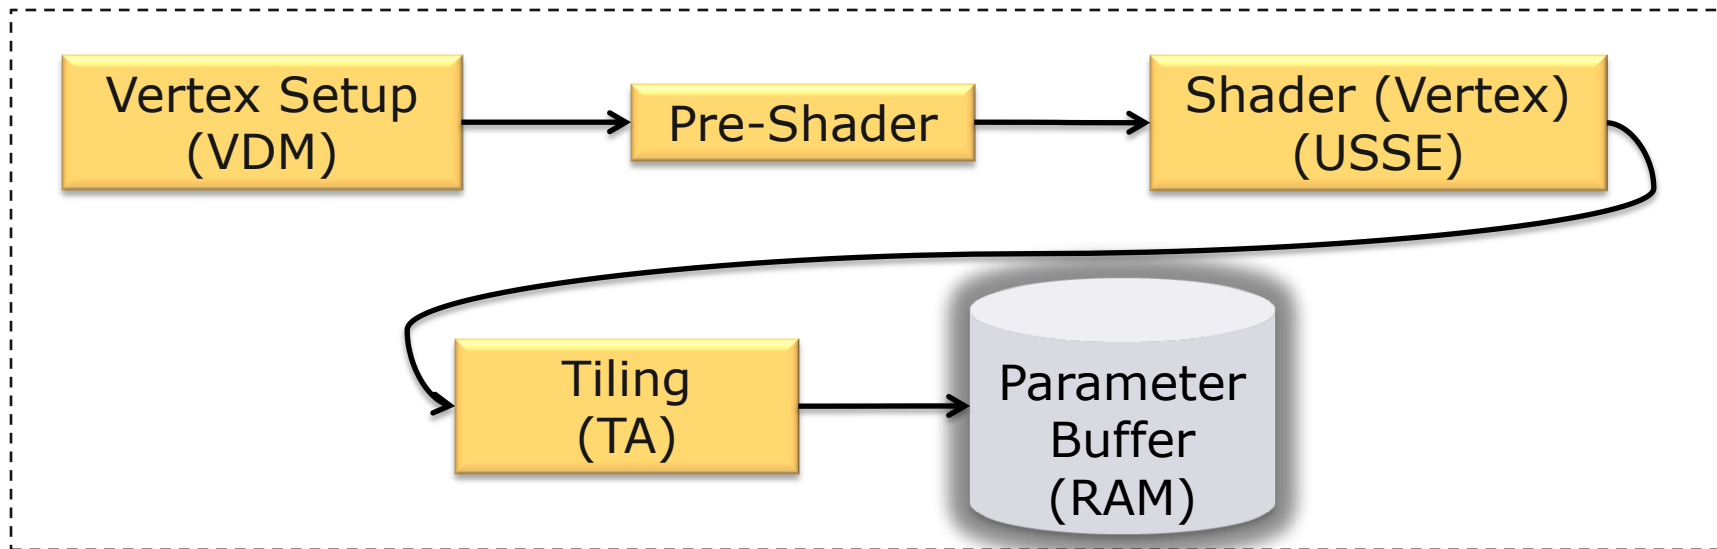 Vertex Setup
(VDM)
Pre-Shader
Shader (Vertex)
(USSE)
Tiling
(TA)
Parameter
Buffer
(RAM)